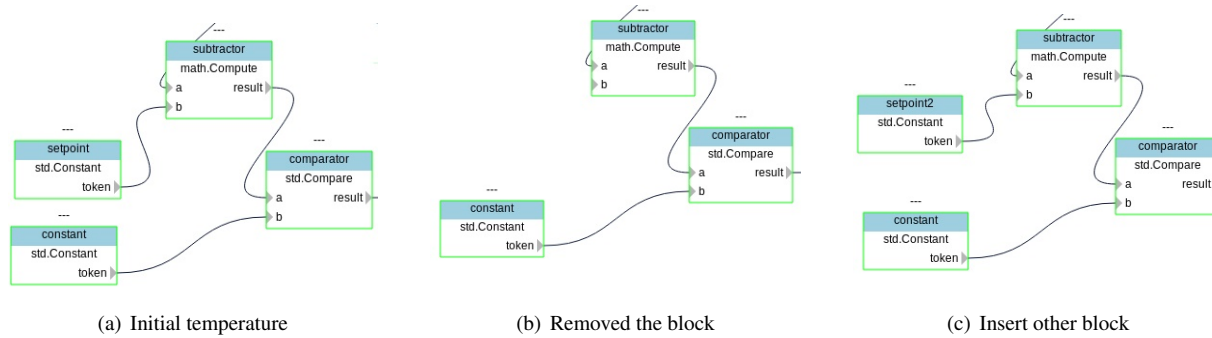 ---
subtractor
math.Compute
a
result
b
---
setpoint
std.Constant
token
---
comparator
std.Compare
a
result
b
---
constant
std.Constant
token
(a) Initial temperature
---
subtractor
math.Compute
a
result
b
---
comparator
std.Compare
a
result
b
---
constant
std.Constant
token
(b) Removed the block
---
subtractor
math.Compute
a
result
b
---
setpoint2
std.Constant
token
---
comparator
std.Compare
a
result
b
---
constant
std.Constant
token
(c) Insert other block